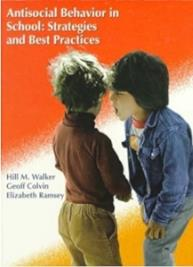 Antisocial Behavior in
School: Strategies
and Best Practices
Hill M. Walker
Geoff Colvin
Elizabeth Ramsey